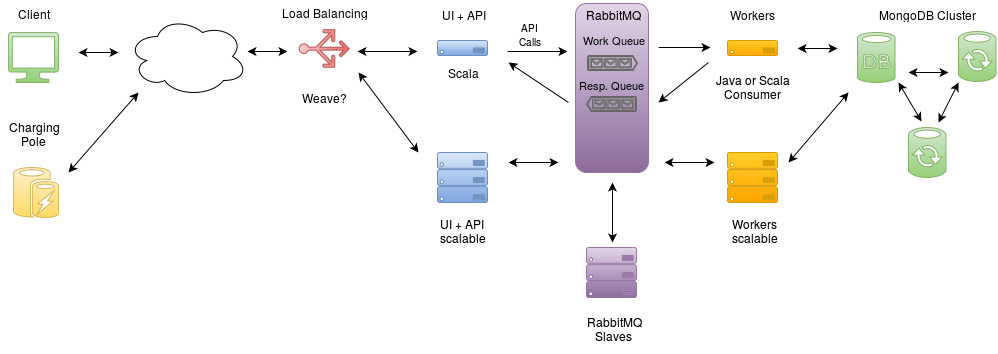 Client
Load Balancing
UI + API
RabbitMQ
Workers
MongoDB Cluster
API
Calls
Work Queue
DB
Scala
Resp. Queue
Java or Scala
Consumer
Weave?
Charging
Pole
UI + API
scalable
Workers
scalable
RabbitMQ
Slaves